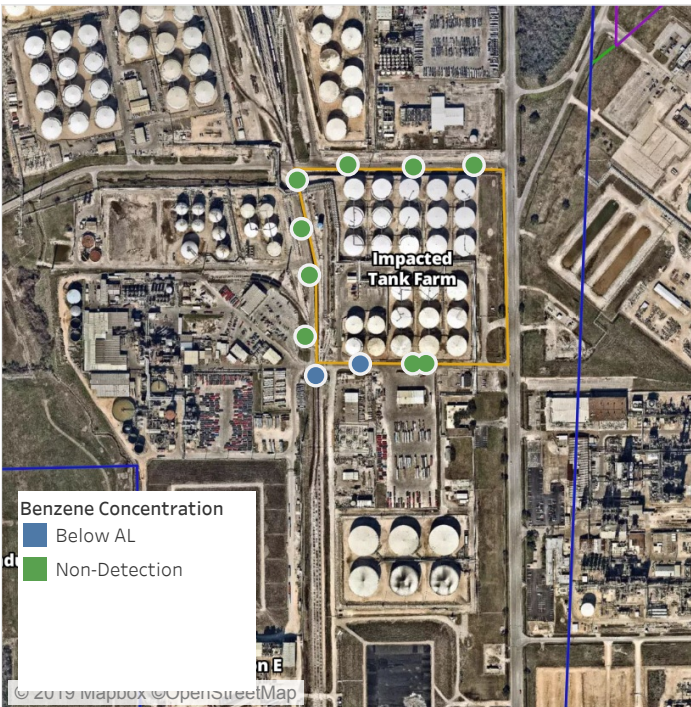 Impacted
Tank Farm
Benzene Concentration
Below AL
Non-Detection
n E
© 2019 Mapbox ©OpenStreetMap